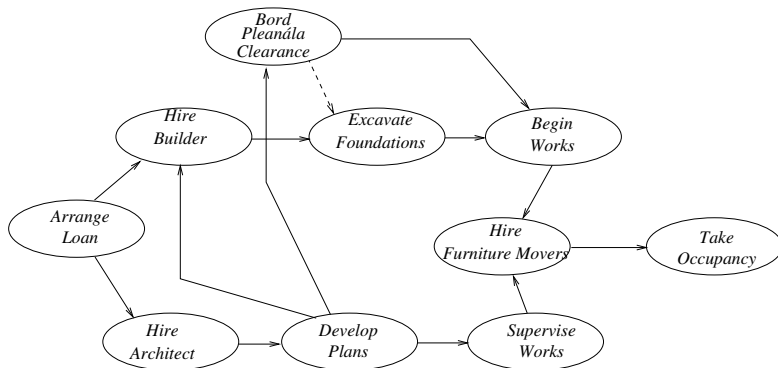 Bord
Pleanála
Clearance
Hire
Builder
Excavate
Foundations
Begin
Works
Arrange
Loan
Hire
Furniture Movers
Take
Occupancy
Hire
Architect
Develop
Plans
Supervise
Works